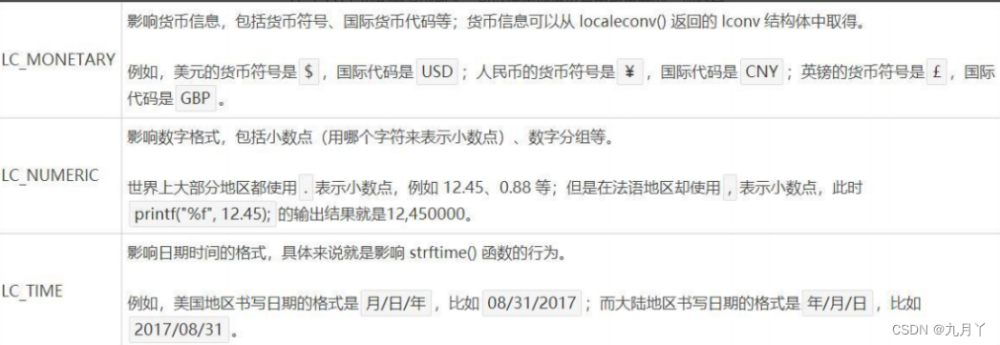 影响货币信息，包括货币符号、国际货币代码等；货币信息可以从 localeconv() 返回的 lconv 结构体中取得。
LC_MONETARY
例如，美元的货币符号是 $ ，国际代码是 USD ；人民币的货币符号是 ¥ ，国际代码是 CNY ；英镑的货币符号是 £ ，国际
代码是 GBP 。
影响数字格式，包括小数点（用哪个字符来表示小数点）、数字分组等。
LC_NUMERIC
世界上大部分地区都使用 . 表示小数点，例如 12.45、0.88 等；但是在法语地区却使用 , 表示小数点，此时
printf("%f", 12.45); 的输出结果就是12,450000。
影响日期时间的格式，具体来说就是影响 strftime() 函数的行为。
LC_TIME
例如，美国地区书写日期的格式是 月/日/年 ，比如 08/31/2017 ；而大陆地区书写日期的格式是 年/月/日 ，比如
2017/08/31 。
CSDN @九月丫